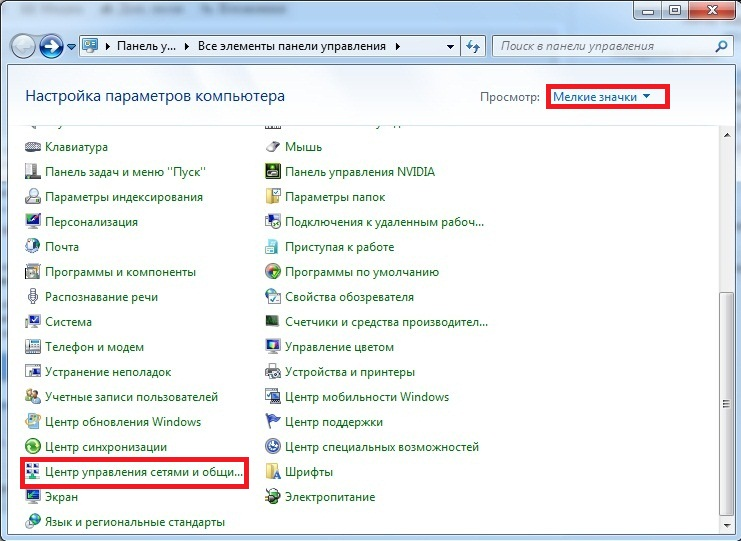 Панель у... Все элементы панели управления Поиск в панели управления
Настройка параметров компьютера Просмотр: Мелкие значки
Клавиатура Мышь
Панель задач и меню ''Пуск'' Панель управления NVIDIA
Параметры индексирования Параметры папок
Персонализация Подключения к удаленным рабоч...
Почта Приступая к работе
Программы и компоненты Программы по умолчанию
Распознавание речи Свойства обозревателя
Система Счетчики и средства производител...
Телефон и модем Управление цветом
Устранение неполадок Устройства и принтеры
Учетные записи пользователей Центр мобильности Windows
Центр обновления Windows Центр поддержки
Центр синхронизации Центр специальных возможностей
Центр управления сетями и общи... Шрифты
Экран Электропитание
Язык и региональные стандарты